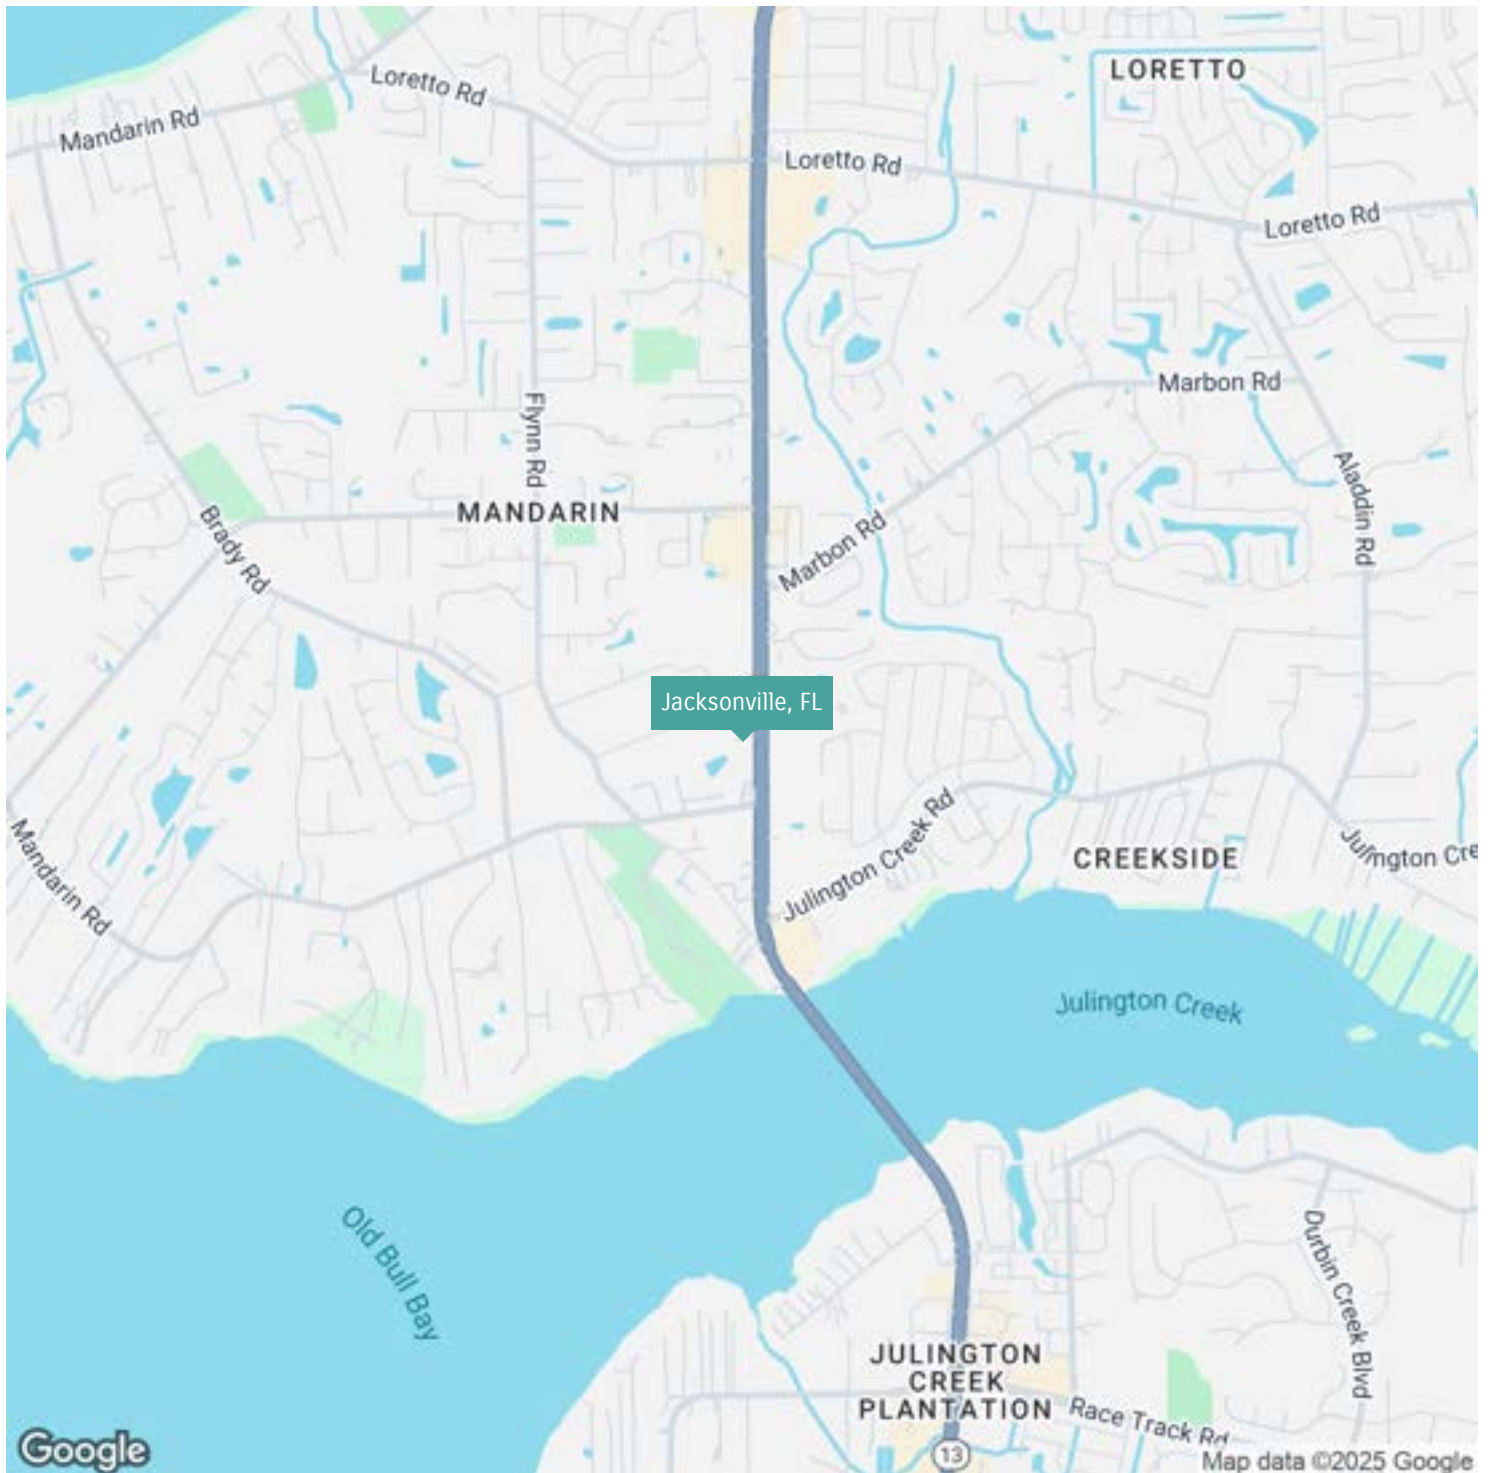 LORETTO
Loretto Rd
Mandarin Rd
Loretto Rd
Loretto Rd
Marbon Rd
Flynn Rd
Aladdin Rd
MANDARIN
Brady Rd
Marbon Rd
Jacksonville, FL
Julington Creek Rd
Mandarin Rd
CREEKSIDE
Julington Cre
Julington Creek
Old Bull Bay
Durbin Creek Blvd
JULINGTON
CREEK
PLANTATION
Race Track Rd
13
Google
Map data ©2025 Google